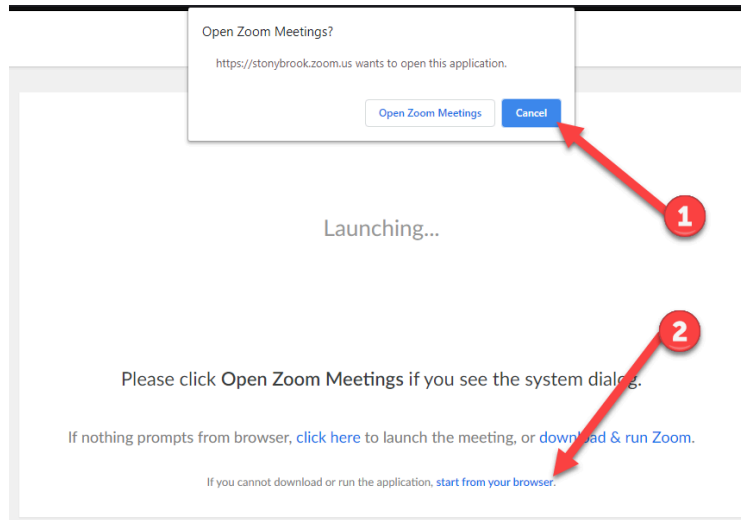 Open Zoom Meetings?
https://stonybrook.zoom.us wants to open this application.
Open Zoom Meetings
Cancel
1
Launching...
2
Please click Open Zoom Meetings if you see the system dialog.
If nothing prompts from browser, click here to launch the meeting, or download & run Zoom.
If you cannot download or run the application, start from your browser.